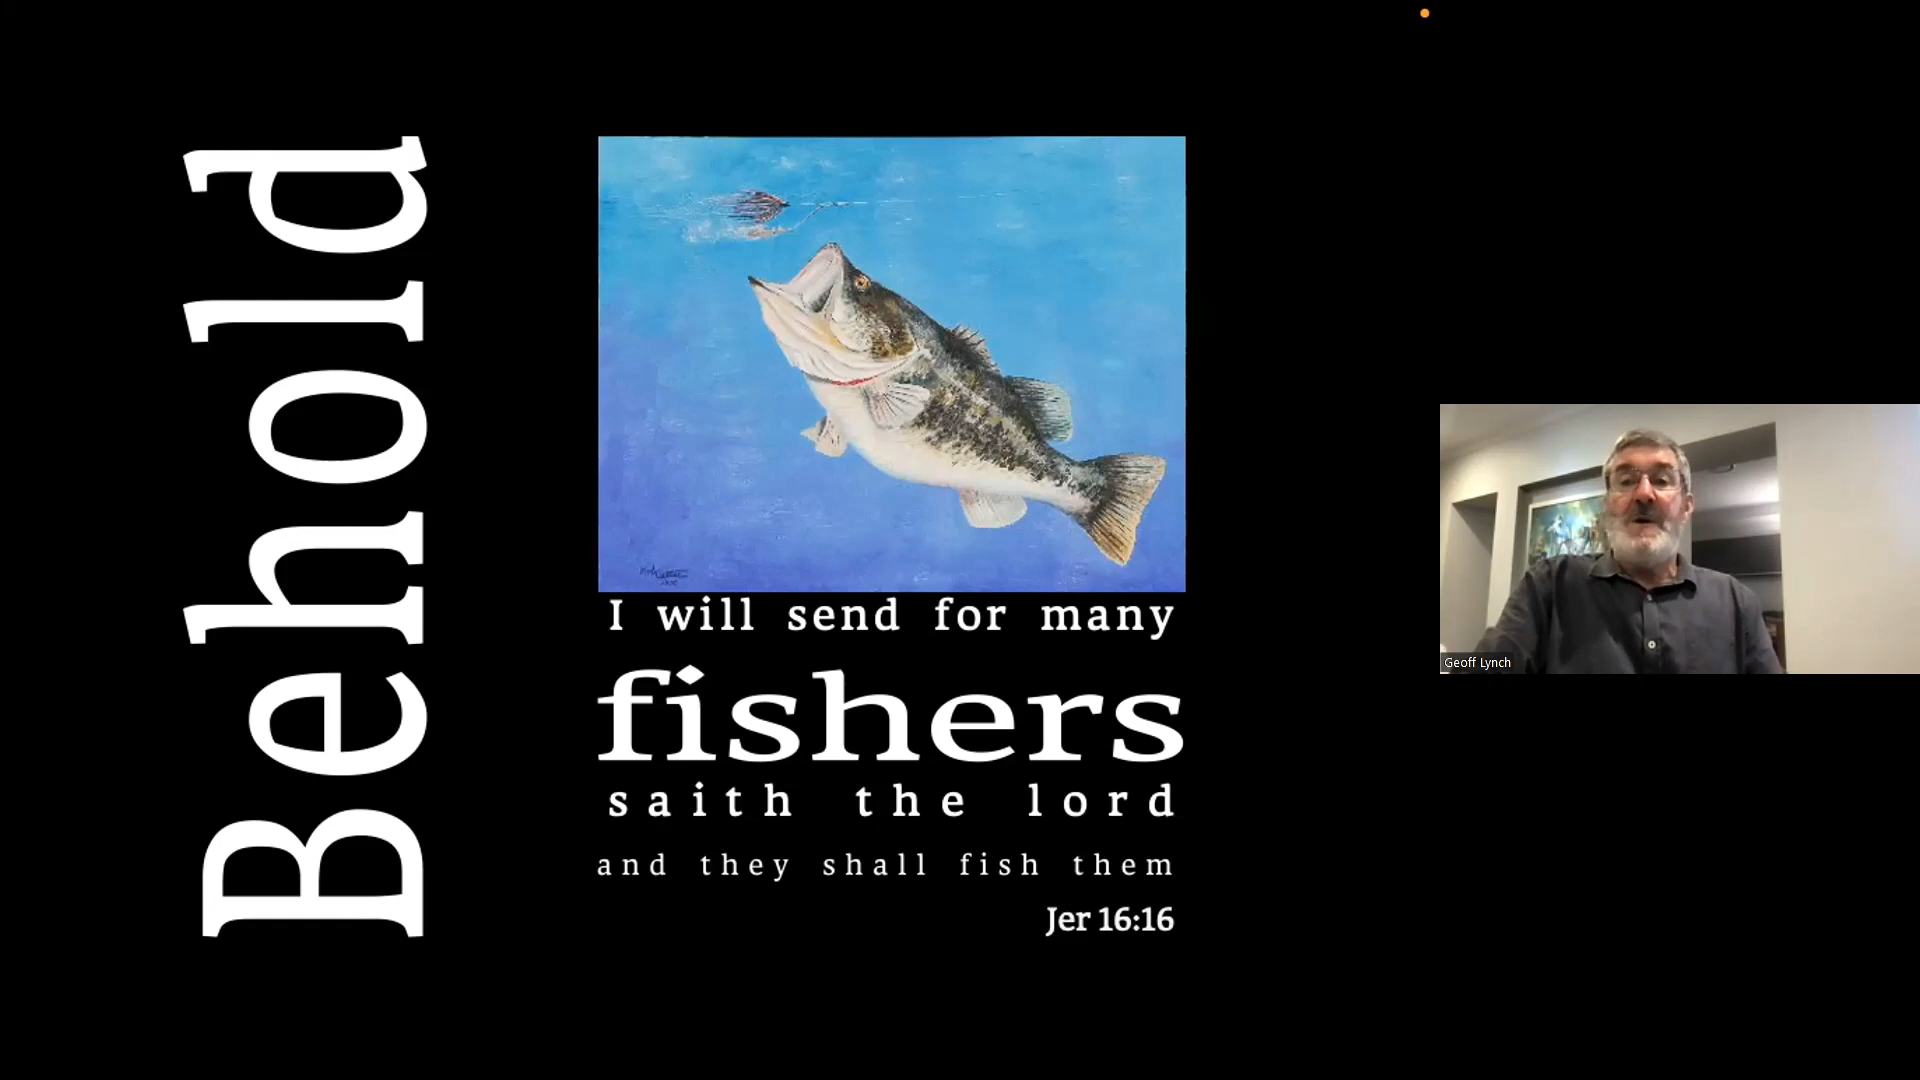 Behold
I will send for many
fishers
saith the lord
and they shall fish them
Jer 16:16
Geoff Lynch